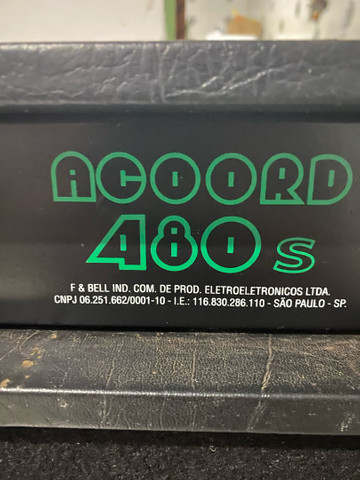 ACOORD
480 s
F & BELL IND. COM. DE PROD. ELETROELETRONICOS LTDA.
CNPJ 06.251.662/0001-10 - I.E.: 116.830.286.110 - SÃO PAULO - SP.